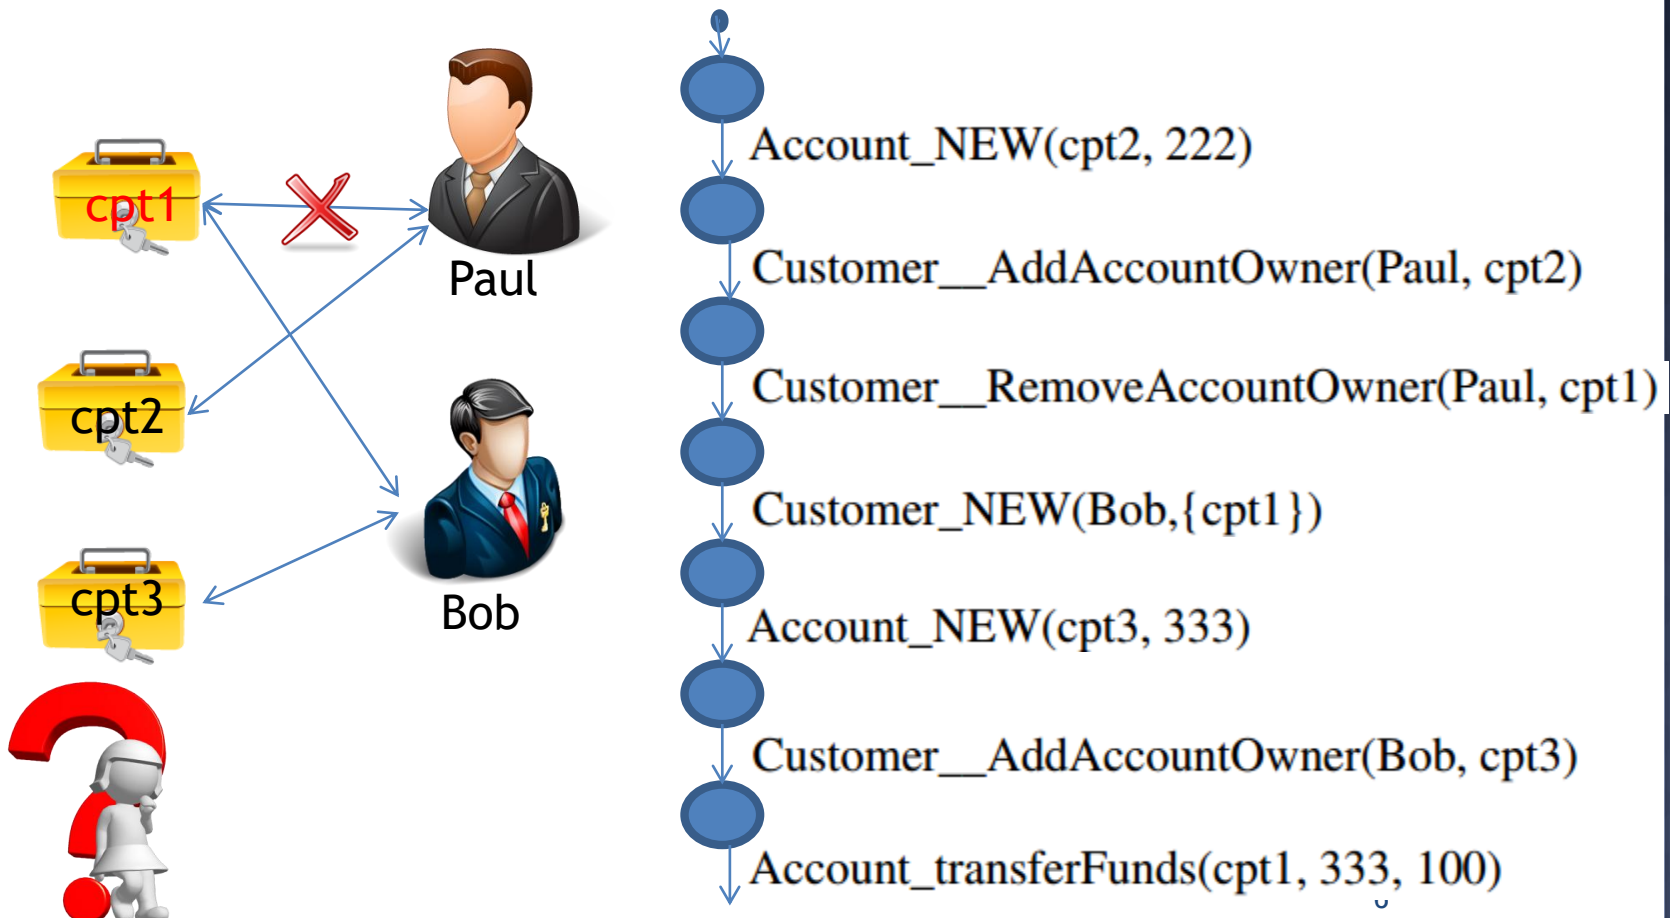 cpt1
Paul
cpt2
Bob
cpt3
Account_NEW(cpt2, 222)
Customer__AddAccountOwner(Paul, cpt2)
Customer__RemoveAccountOwner(Paul, cpt1)
Customer_NEW(Bob,{cpt1})
Account_NEW(cpt3, 333)
Customer__AddAccountOwner(Bob, cpt3)
Account_transferFunds(cpt1, 333, 100)